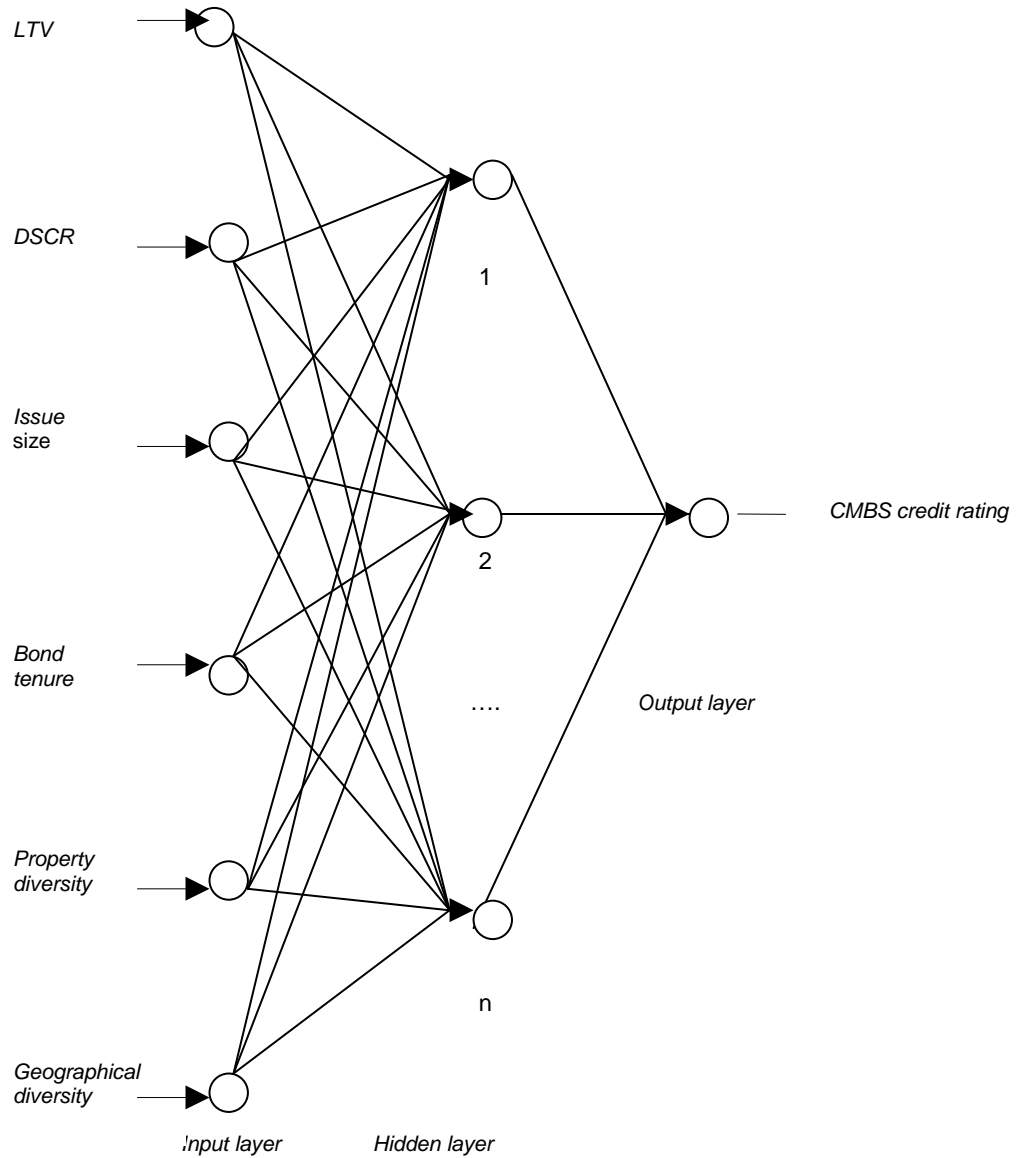 LTV
DSCR
1
Issue
size
CMBS credit rating
2
Bond
tenure
....
Output layer
Property
diversity
n
Geographical
diversity
Input layer
Hidden layer